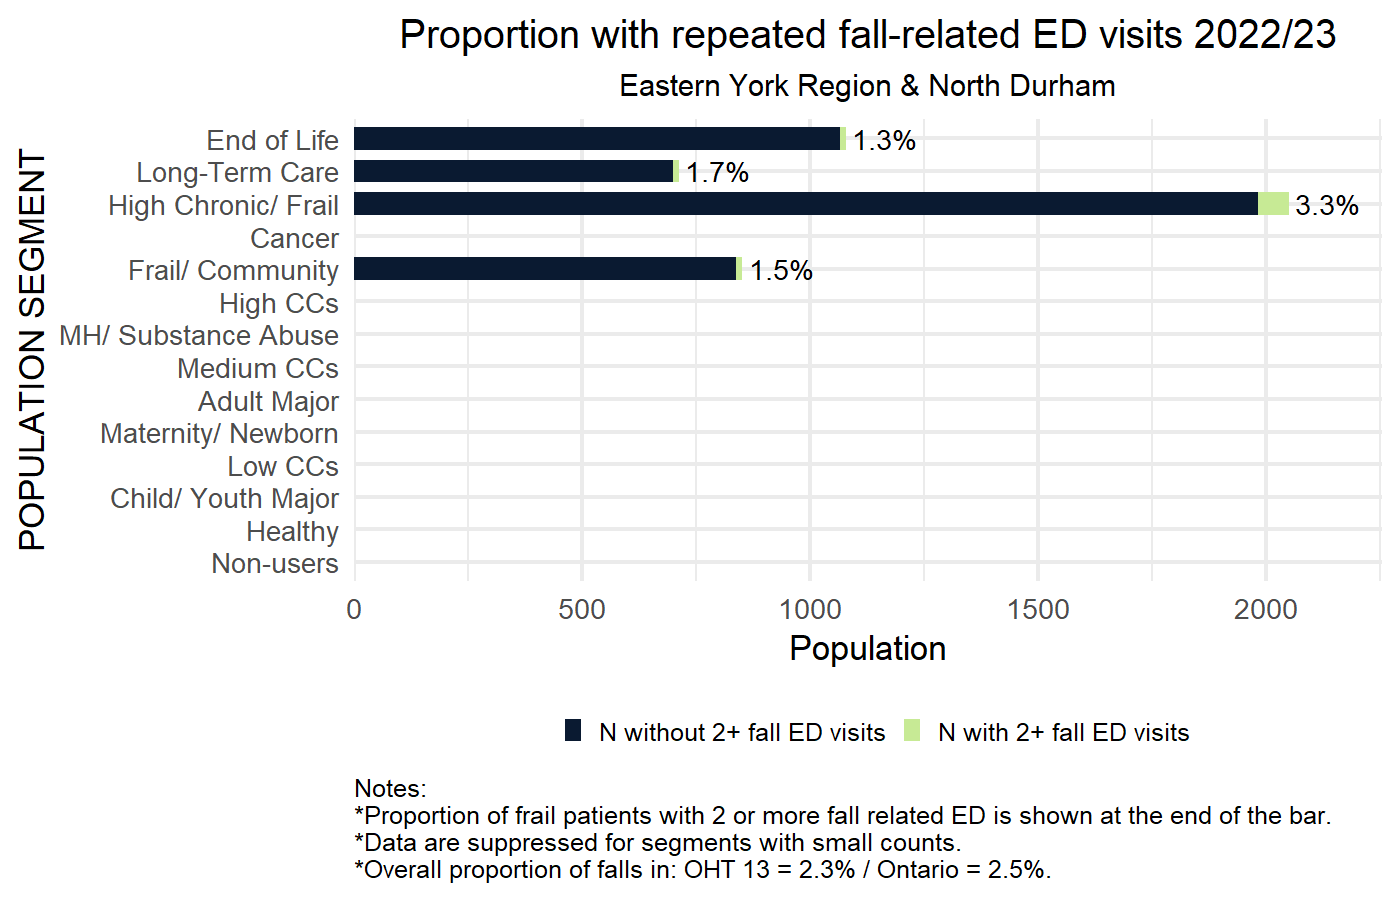 Proportion with repeated fall-related ED visits 2022/23
Eastern York Region & North Durham
POPULATION SEGMENT
End of Life
1.3%
Long-Term Care
1.7%
High Chronic/ Frail
3.3%
Cancer
Frail/ Community
1.5%
High CCs
MH/ Substance Abuse
Medium CCs
Adult Major
Maternity/ Newborn
Low CCs
Child/ Youth Major
Healthy
Non-users
0 500 1000 1500 2000
Population
N without 2+ fall ED visits N with 2+ fall ED visits
Notes:
*Proportion of frail patients with 2 or more fall related ED is shown at the end of the bar.
*Data are suppressed for segments with small counts.
*Overall proportion of falls in: OHT 13 = 2.3% / Ontario = 2.5%.